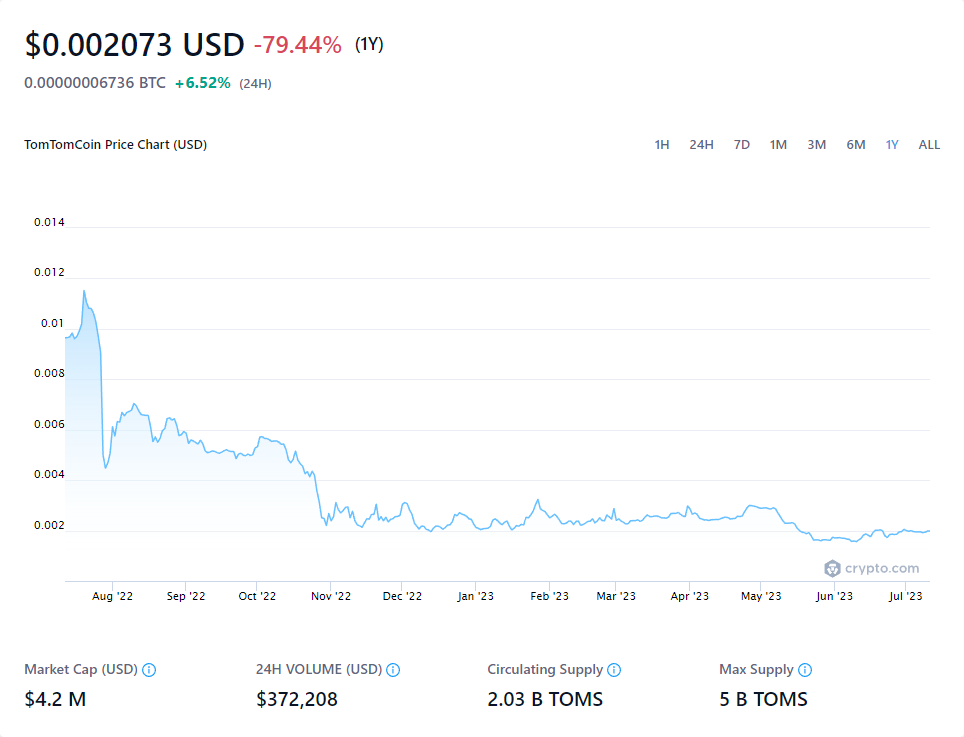 $0.002073 USD -79.44% (1Y)
0.00000006736 BTC +6.52% (24H)
TomTomCoin Price Chart (USD) 1H 24H 7D 1M 3M 6M 1Y ALL
0.014
0.012
0.01
0.008
0.006
0.004
0.002
crypto.com
Aug '22 Sep '22 Oct '22 Nov '22 Dec '22 Jan '23 Feb '23 Mar '23 Apr '23 May '23 Jun '23 Jul '23
Market Cap (USD) 24H VOLUME (USD) Circulating Supply Max Supply
$4.2 M $372,208 2.03 B TOMS 5 B TOMS